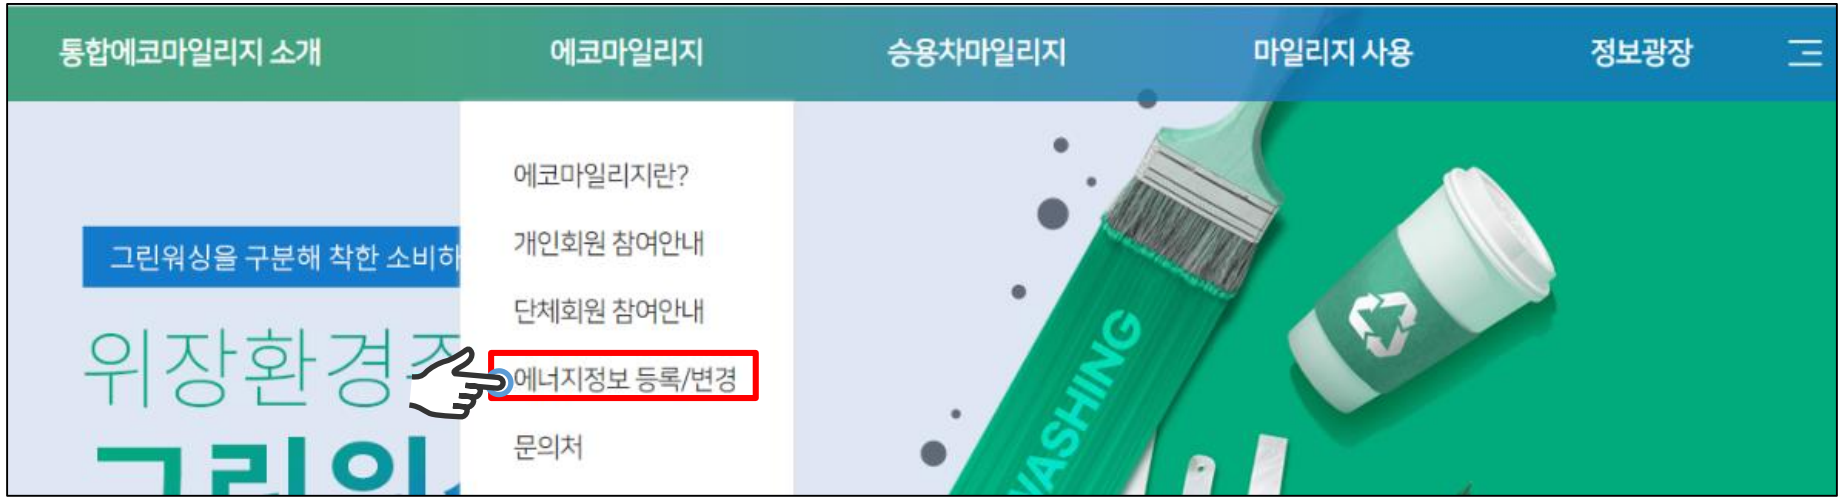 통합에코마일리지 소개 에코마일리지 승용차마일리지 마일리지 사용 정보광장
에코마일리지란?
개인회원 참여안내
그린워싱을 구분해 착한 소비하
단체회원 참여안내
위장환경주
에너지정보 등록/변경
문의처
그린워
WASHING